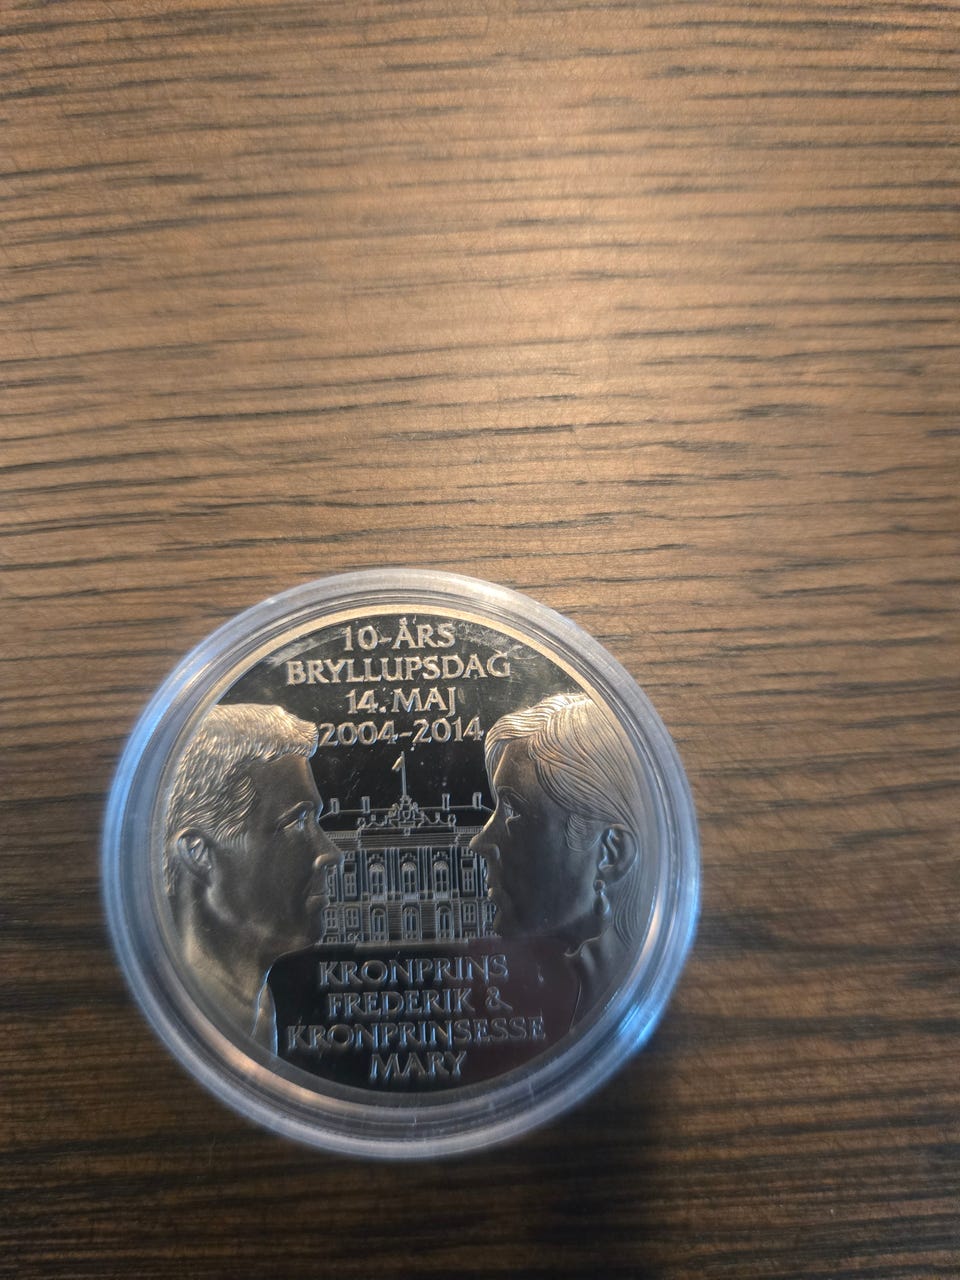 10-ÅRS
BRYLLUPSDAG
14. MAJ
2004-2014
KRONPRINS
FREDERIK &
KRONPRINSESSE
MARY